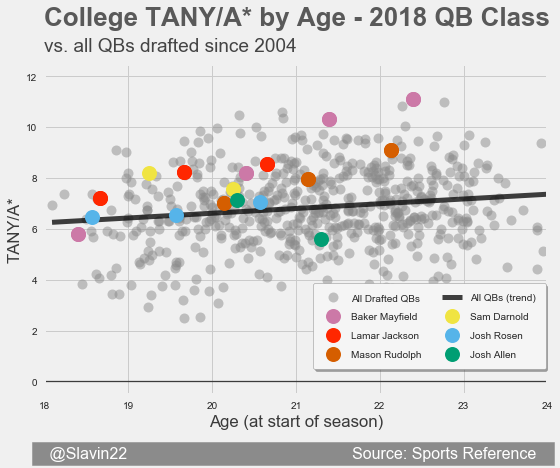 College TANY/A* by Age - 2018 QB Class
vs. all QBs drafted since 2004
TANY/A*
12
10
8
6
4
2
0
18 19 20 21 22 23 24
Age (at start of season)
All Drafted QBs
Baker Mayfield
Lamar Jackson
Mason Rudolph
All QBs (trend)
Sam Darnold
Josh Rosen
Josh Allen
@Slavin22 Source: Sports Reference